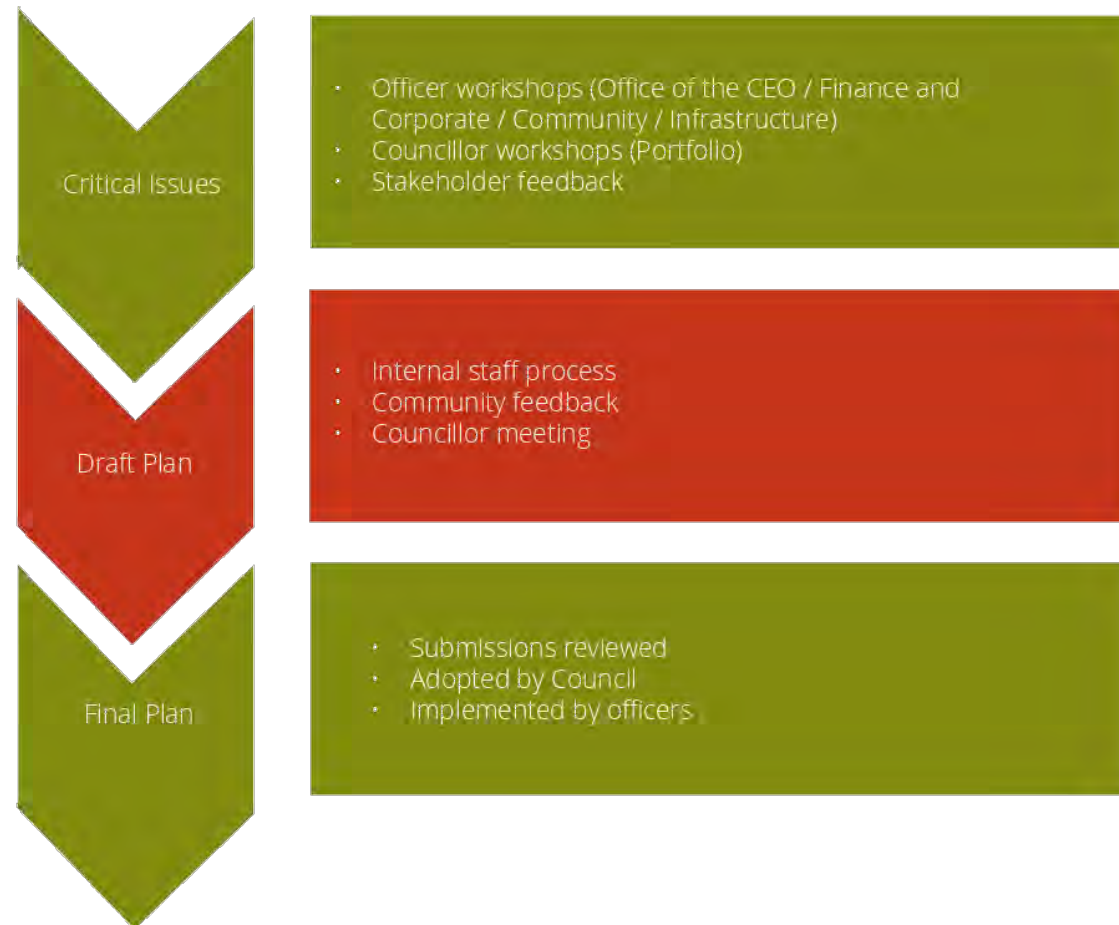 Critical Issues
· Officer workshops (Office of the CEO / Finance and
Corporate / Community / Infrastructure)
· Councillor workshops (Portfolio)
· Stakeholder feedback
Draft Plan
· Internal staff process
· Community feedback
· Councillor meeting
Final Plan
· Submissions reviewed
· Adopted by Council
· Implemented by officers